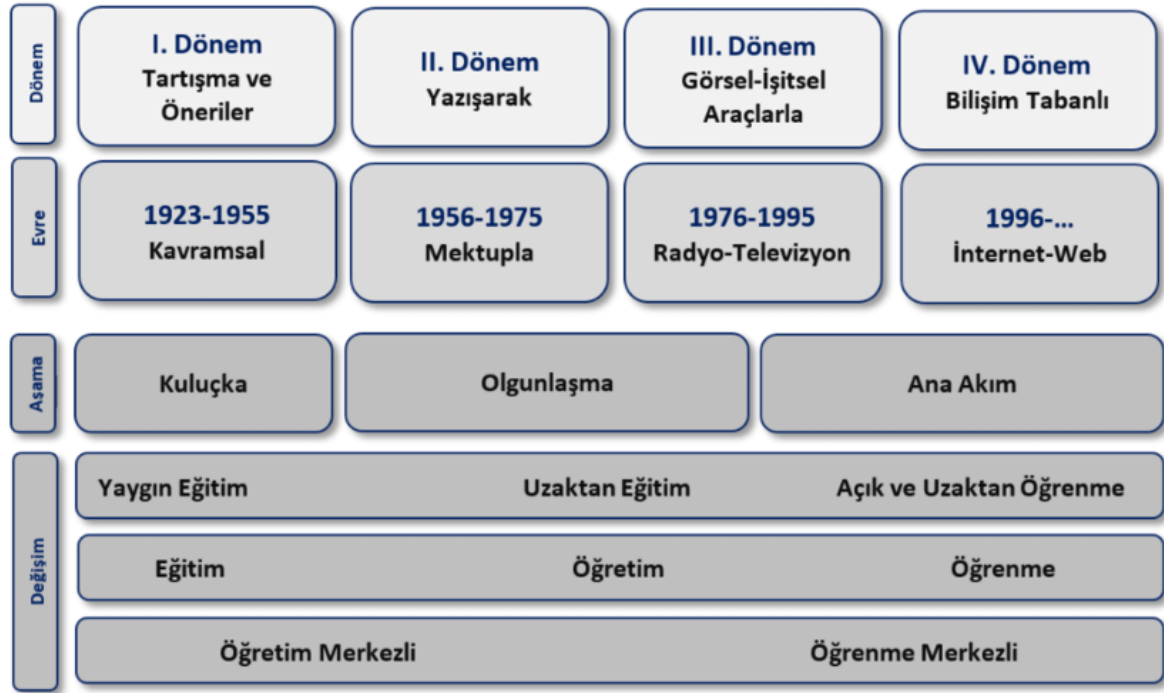 Dönem
I. Dönem
Tartışma ve
Öneriler
II. Dönem
Yazışarak
III. Dönem
Görsel-İşitsel
Araçlarla
IV. Dönem
Bilişim Tabanlı
Evre
1923-1955
Kavramsal
1956-1975
Mektupla
1976-1995
Radyo-Televizyon
1996-...
İnternet-Web
Aşama
Kuluçka
Olgunlaşma
Ana Akım
Değişim
Yaygın Eğitim
Uzaktan Eğitim
Açık ve Uzaktan Öğrenme
Eğitim
Öğretim
Öğrenme
Öğretim Merkezli
Öğrenme Merkezli